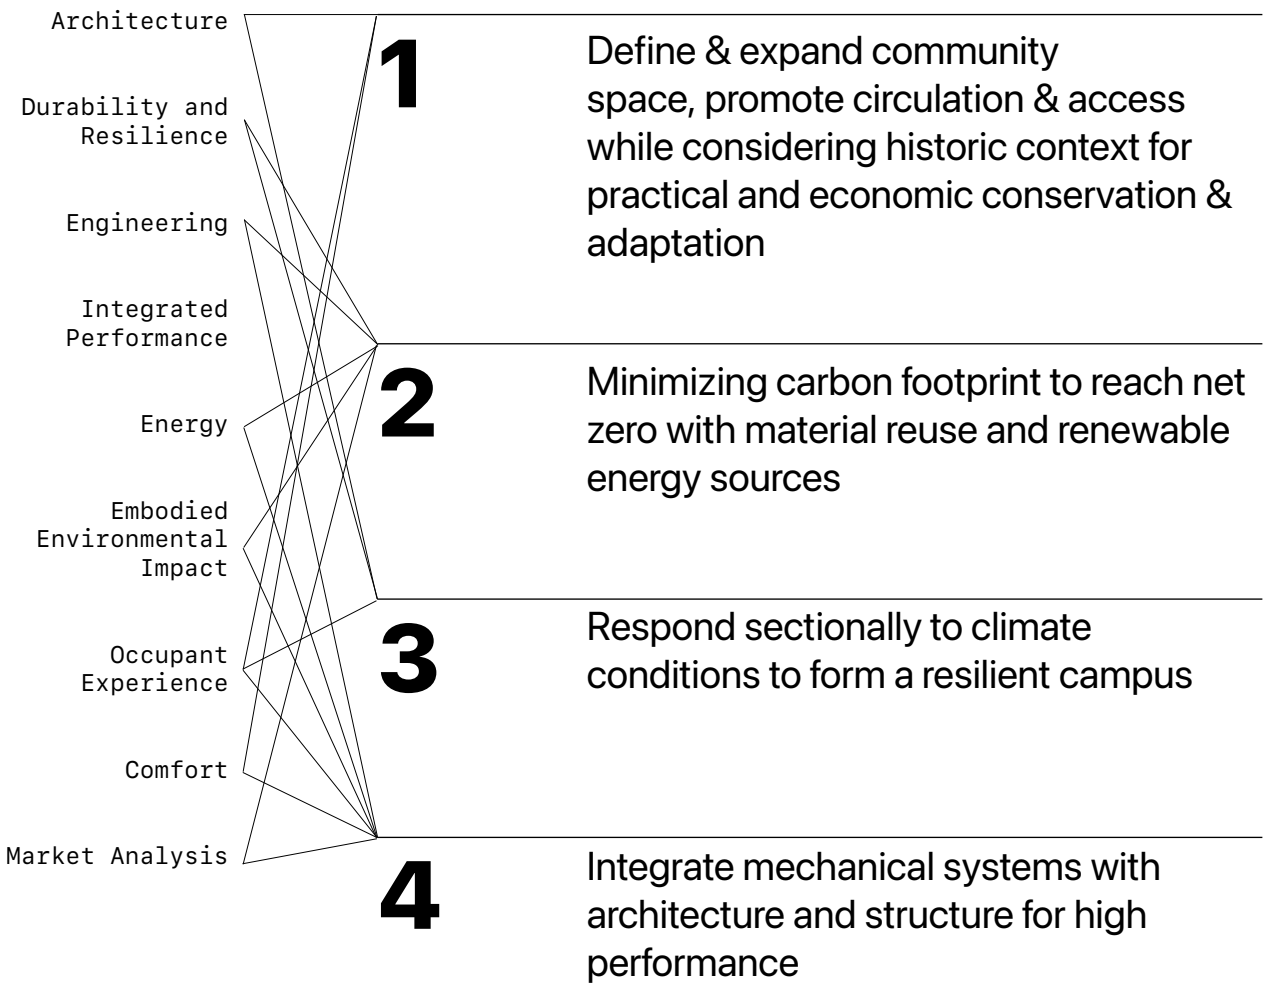 Architecture
Durability and
Resilience
Engineering
Integrated
Performance
Energy
Embodied
Environmental
Impact
Occupant
Experience
Comfort
Market Analysis
1
Define & expand community
space, promote circulation & access
while considering historic context for
practical and economic conservation &
adaptation
2
Minimizing carbon footprint to reach net
zero with material reuse and renewable
energy sources
3
Respond sectionally to climate
conditions to form a resilient campus
4
Integrate mechanical systems with
architecture and structure for high
performance